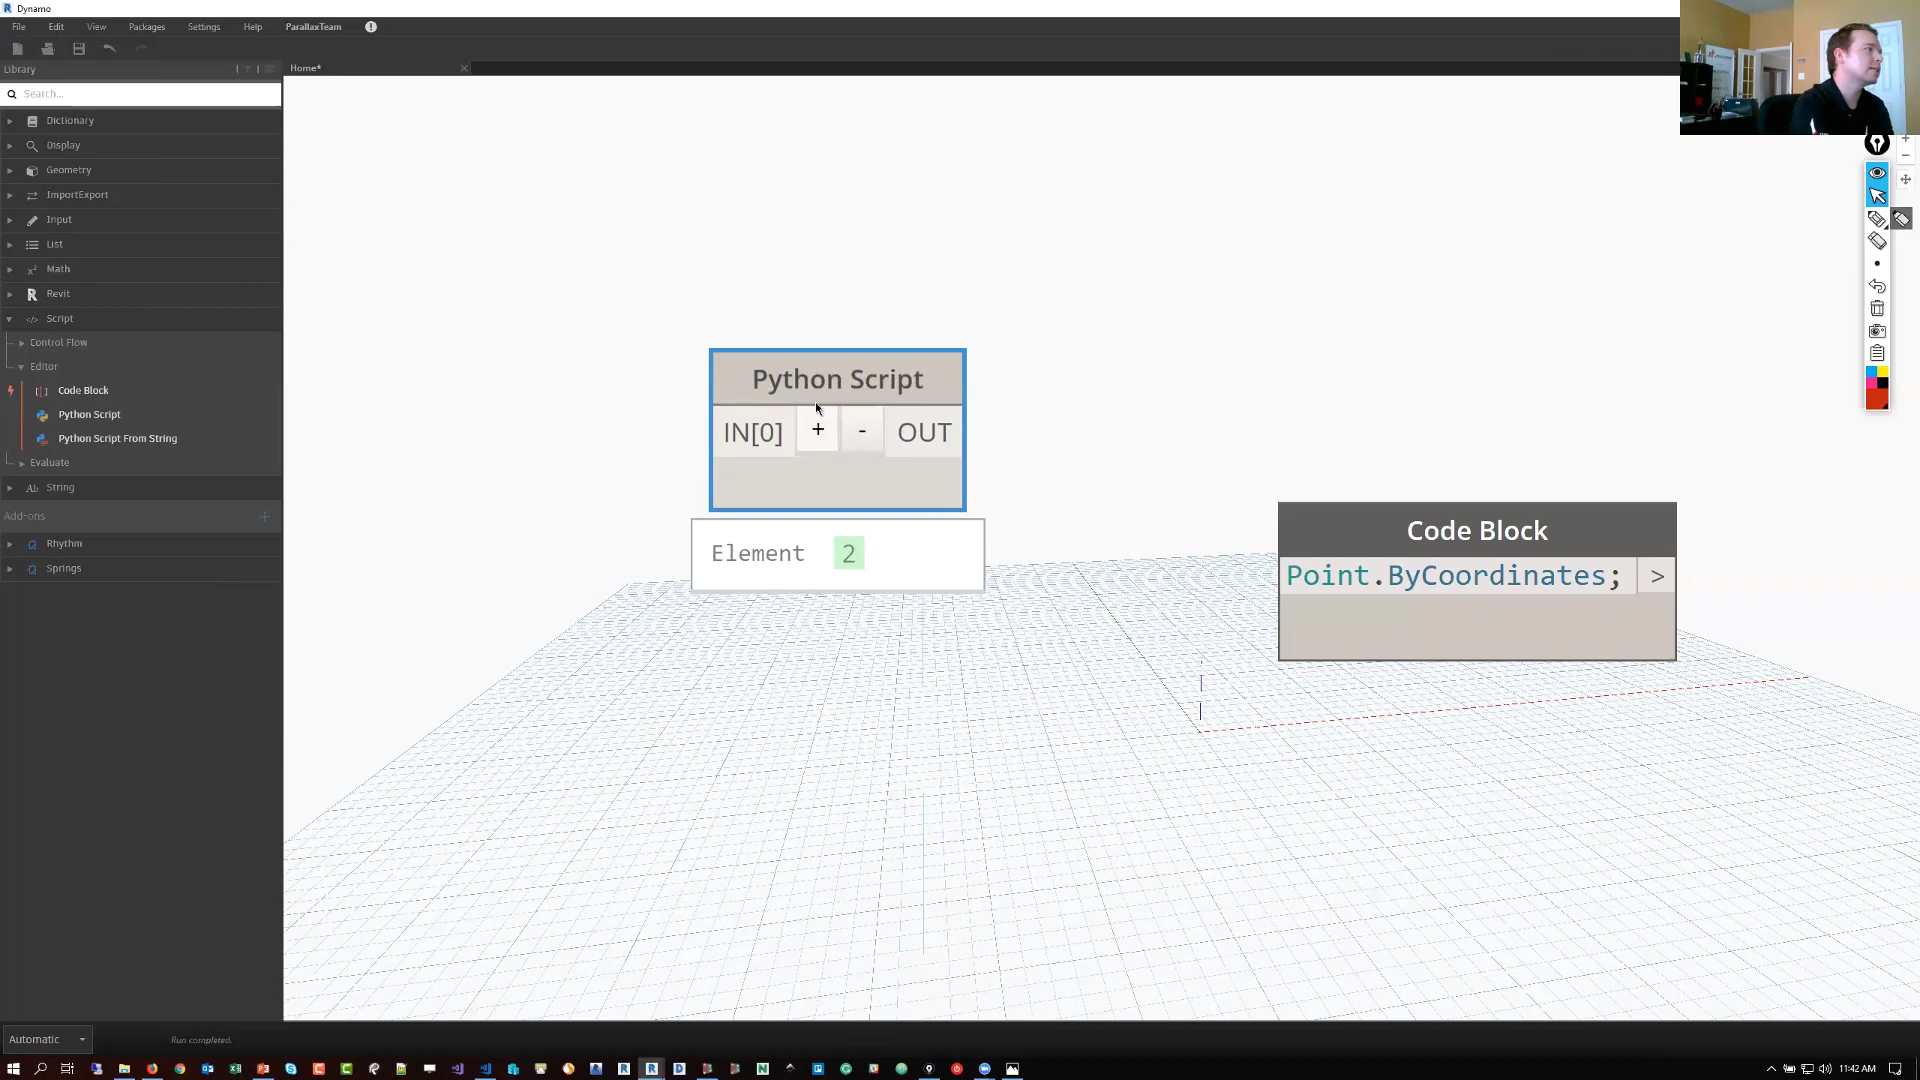 Dynamo
File Edit View Packages Settings Help ParallaxTeam
Library
Home*
Search...
Dictionary
Display
Geometry
ImportExport
Input
List
Math
Revit
Script
Control Flow
Editor
Code Block
Python Script
Python Script From String
Evaluate
String
Add-ons
Rhythm
Springs
Python Script
IN[0] + - OUT
Element 2
Code Block
Point.ByCoordinates; >
Automatic
Run completed.
11:42 AM